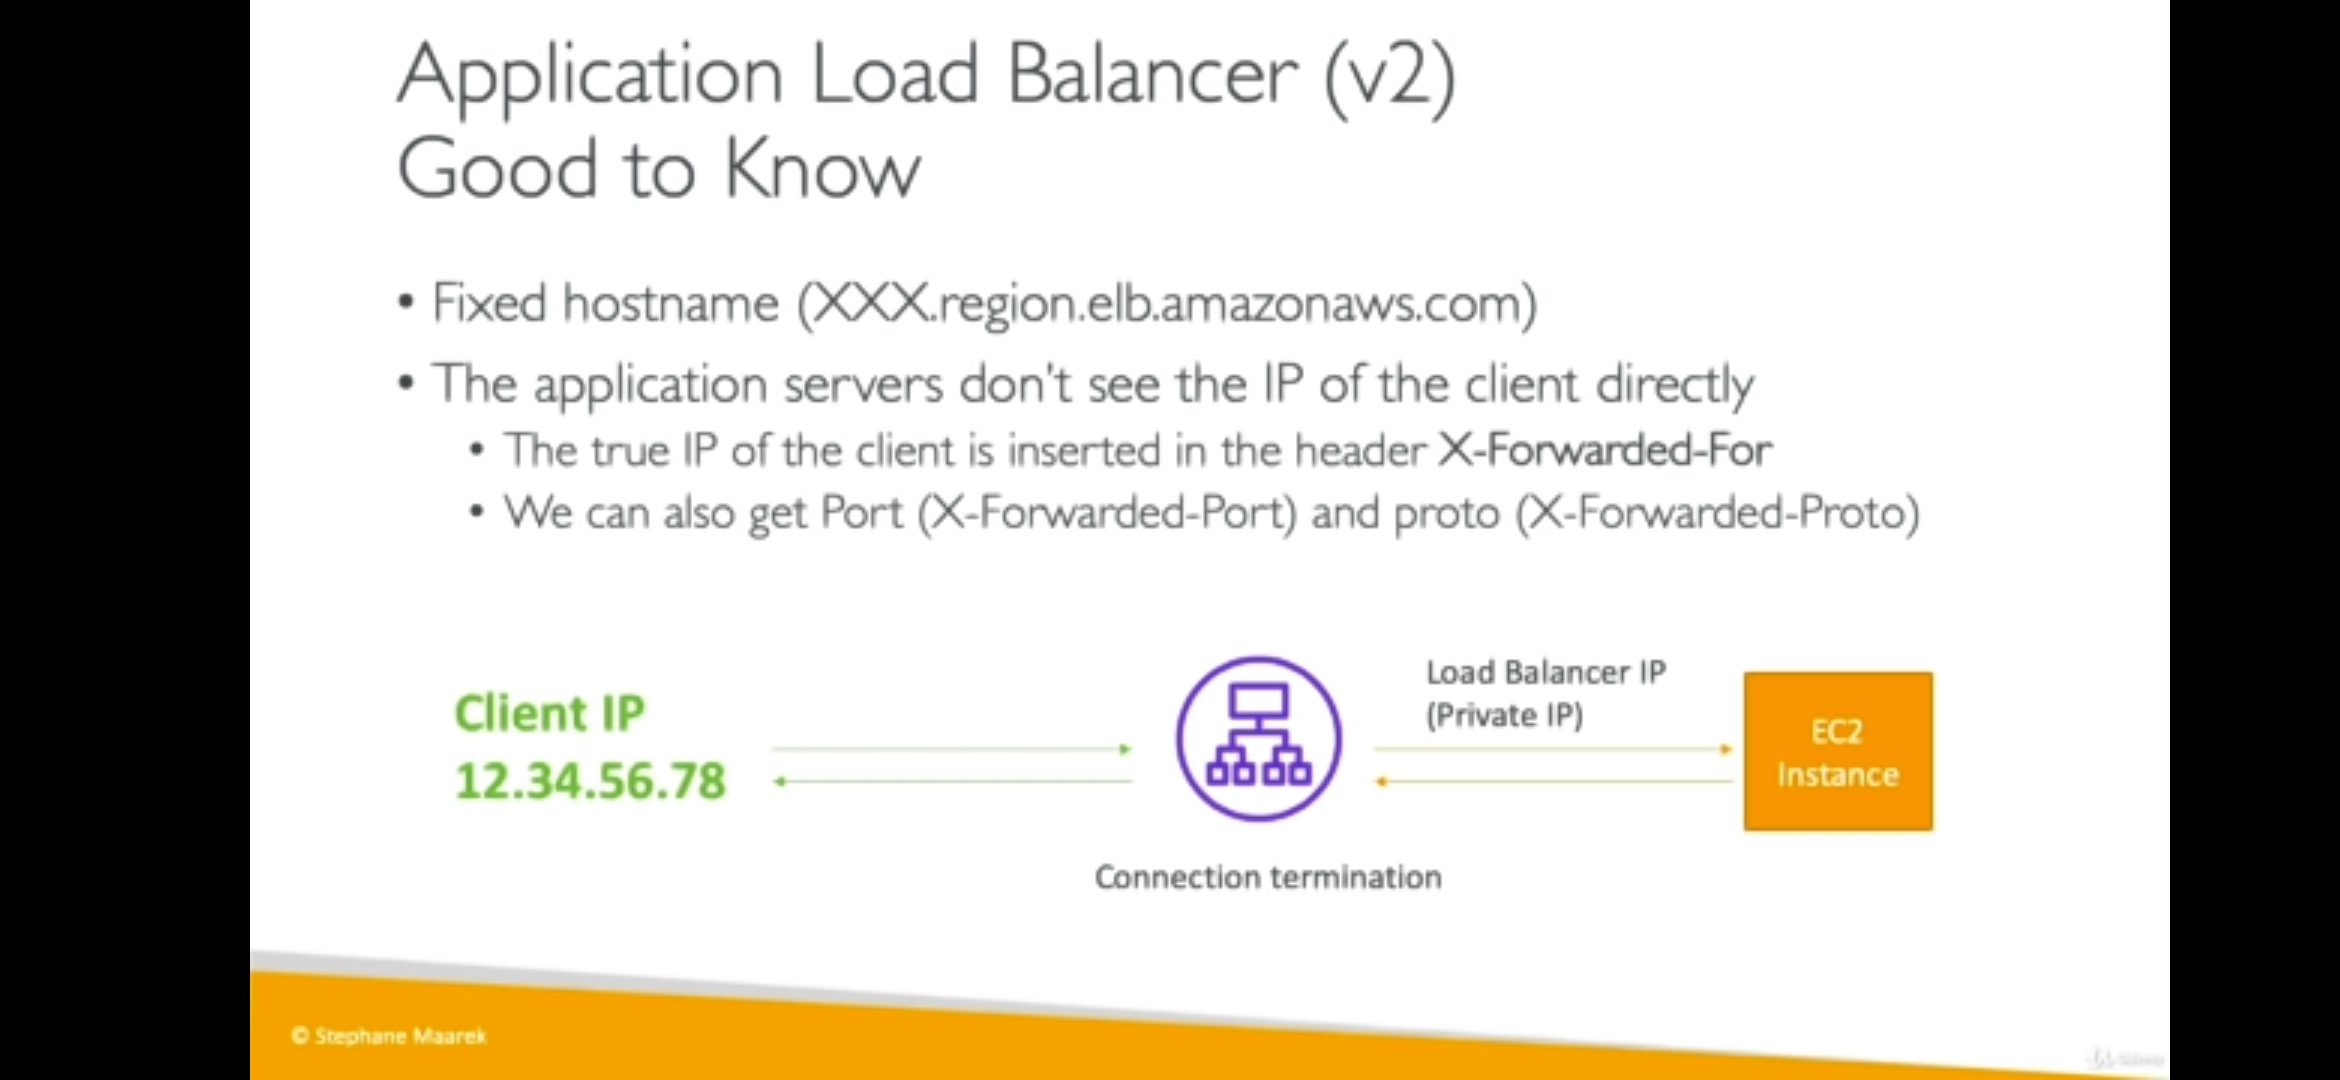 Application Load Balancer (v2)
Good to Know
• Fixed hostname (XXX.region.elb.amazonaws.com)
• The application servers don't see the IP of the client directly
• The true IP of the client is inserted in the header X-Forwarded-For
• We can also get Port (X-Forwarded-Port) and proto (X-Forwarded-Proto)
Client IP
12.34.56.78
Load Balancer IP
(Private IP)
EC2
Instance
Connection termination
© Stephane Maarek